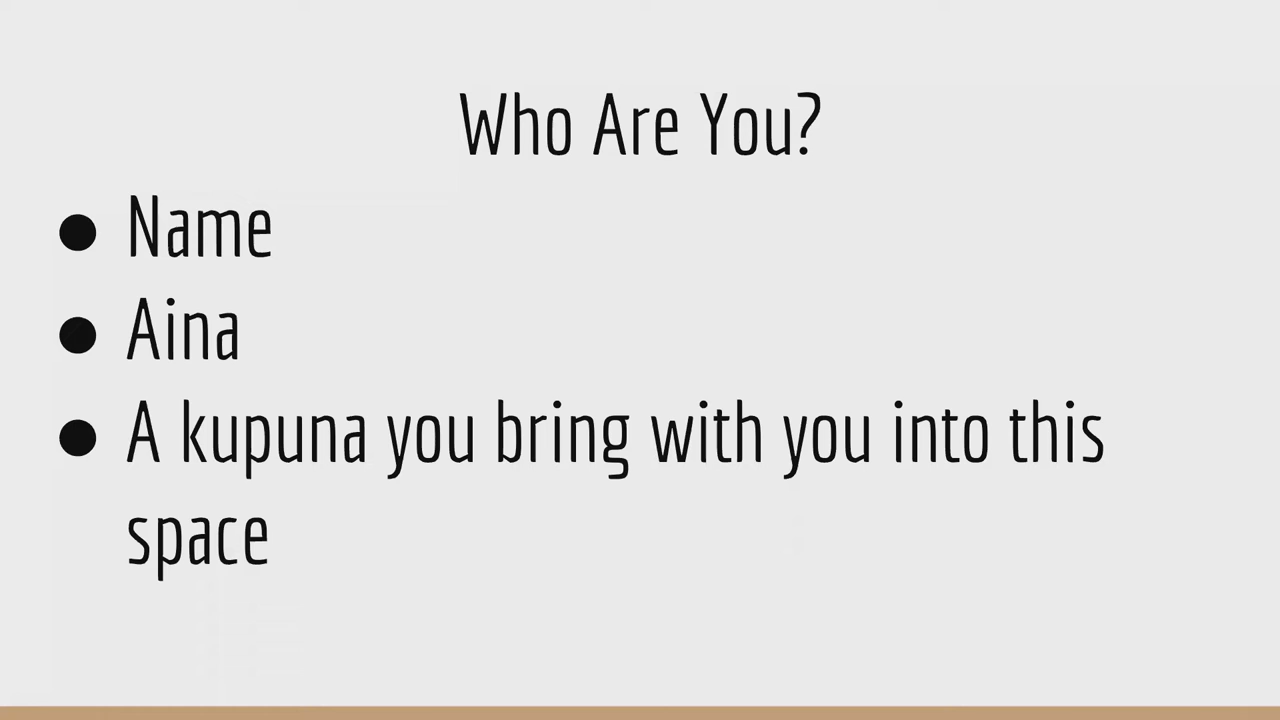 Who Are You?
● Name
● Aina
● A kupuna you bring with you into this
space